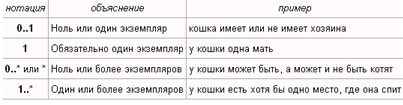 нотация объяснение пример
0..1 Ноль или один экземпляр кошка имеет или не имеет хозяина
1 Обязательно один экземпляр у кошки одна мать
0..* или * Ноль или более экземпляров у кошки может быть, а может и не быть котят
1..* Один или более экземпляров у кошки есть хотя бы одно место, где она спит